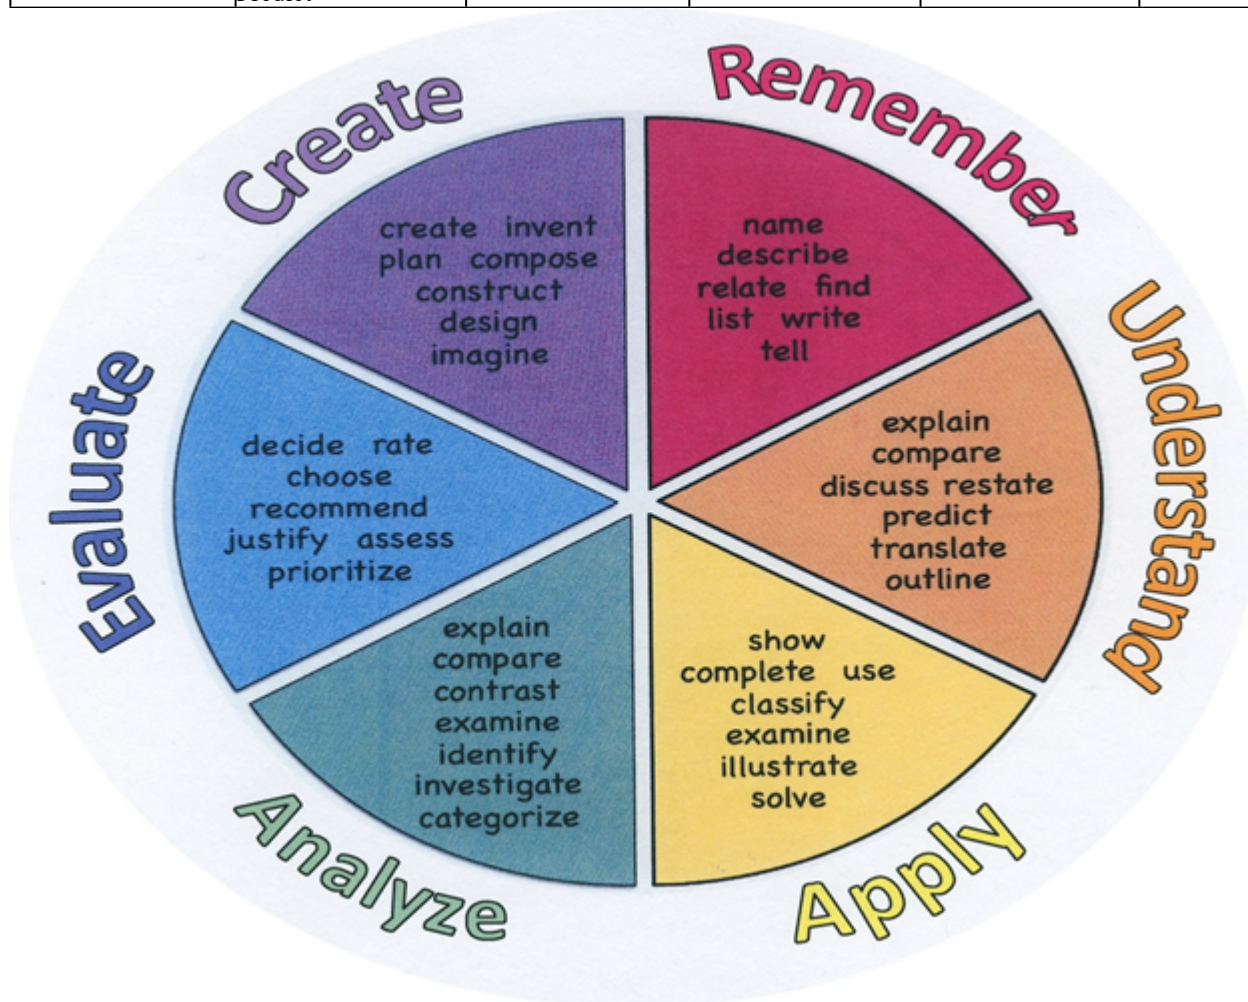 Remember
name
describe
relate find
list write
tell
Understand
explain
compare
discuss restate
predict
translate
outline
Apply
show
complete use
classify
examine
illustrate
solve
Analyze
explain
compare
contrast
examine
identify
investigate
categorize
Evaluate
decide rate
choose
recommend
justify assess
prioritize
Create
create invent
plan compose
construct
design
imagine